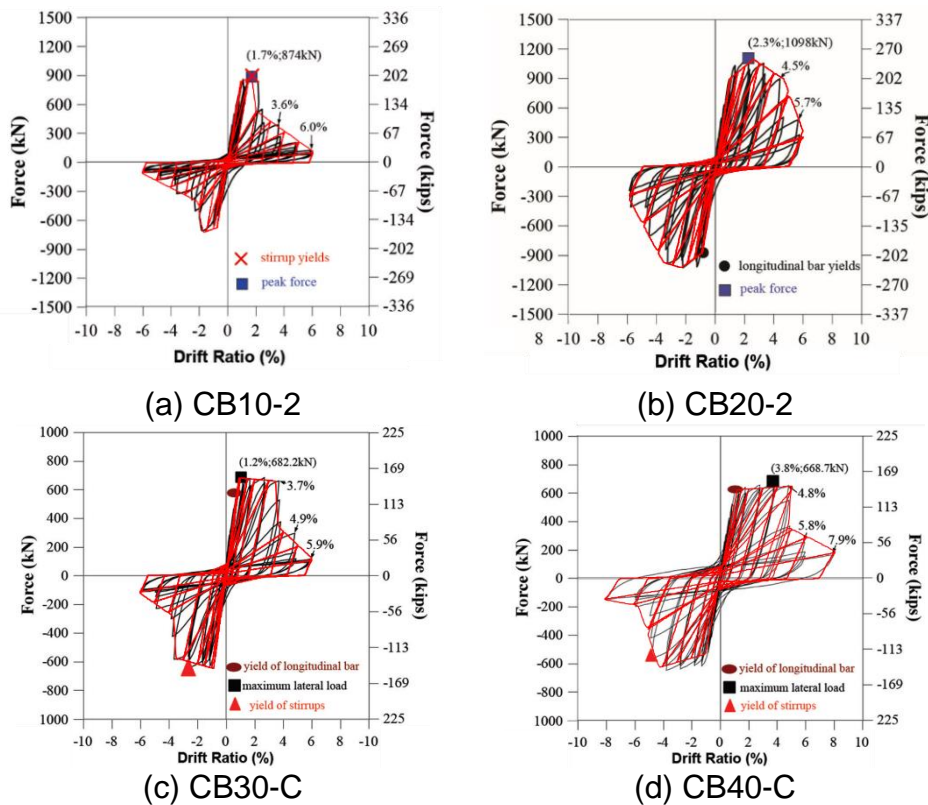 1500
1200
900
600
300
0
-300
-600
-900
-1200
-1500
Force (kN)
336
269
202
134
67
0
-67
-134
-202
-269
-336
Force (kips)
(1.7%;874kN)
3.6%
6.0%
stirrup yields
peak force
-10 -8 -6 -4 -2 0 2 4 6 8 10
Drift Ratio (%)
(a) CB10-2
1500
1200
900
600
300
0
-300
-600
-900
-1200
-1500
Force (kN)
337
270
202
135
67
0
-67
-135
-202
-270
-337
Force (kips)
(2.3%;1098kN)
4.5%
5.7%
longitudinal bar yields
peak force
8 -10 -8 -6 -4 -2 0 2 4 6 8 10
Drift Ratio (%)
(b) CB20-2
1000
800
600
400
200
0
-200
-400
-600
800
1000
Force (kN)
225
169
150
113
56
0
-56
-113
-169
225
Force (kips)
(1.2%;682.2kN)
3.7%
4.9%
5.9%
yield of longitudinal bar
maximum lateral load
yield of stirrups
-10 -8 -6 -4 -2 0 2 4 6 8 -10
Drift Ratio (%)
(c) CB30-C
1000
800
600
400
200
0
-200
-400
-600
800
1000
Force (kN)
225
169
150
113
56
0
-56
-113
-169
225
Force (kips)
(3.8%;668.7kN)
4.8%
5.8%
7.9%
yield of longitudinal bar
maximum lateral load
yield of stirrups
-10 -8 -6 -4 -2 0 2 4 6 8 10
Drift Ratio (%)
(d) CB40-C